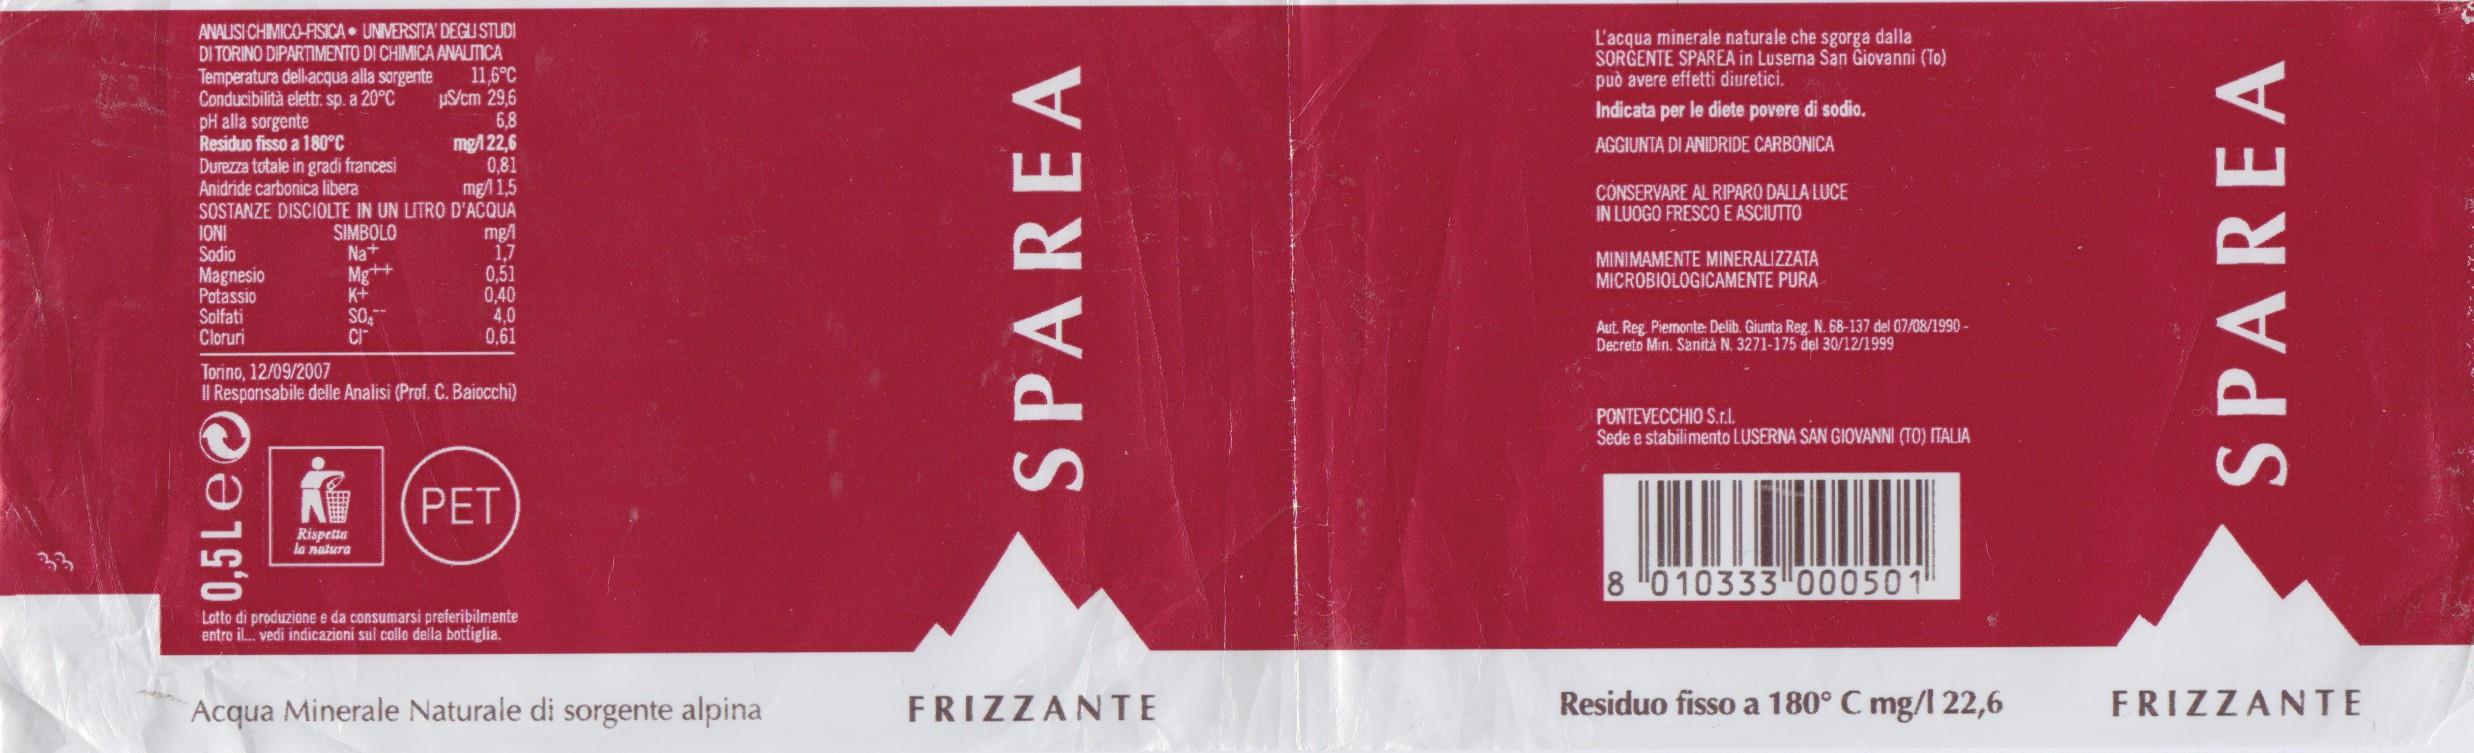 ANALISI CHIMICO-FISICA • UNIVERSITA' DEGLI STUDI
DI TORINO DIPARTIMENTO DI CHIMICA ANALITICA
Temperatura dell'acqua alla sorgente 11,6°C
Conducibilità elettr. sp. a 20°C µS/cm 29,6
pH alla sorgente 6,8
Residuo fisso a 180°C mg/l 22,6
Durezza totale in gradi francesi 0,81
Anidride carbonica libera mg/l 1,5
SOSTANZE DISCIOLTE IN UN LITRO D'ACQUA
IONI SIMBOLO mg/l
Sodio Na+ 1,7
Magnesio Mg++ 0,51
Potassio K+ 0,40
Solfati SO4-- 4,0
Cloruri Cl- 0,61
Torino, 12/09/2007
Il Responsabile delle Analisi (Prof. C. Baiocchi)
0,5 L e
Rispetta
la natura
PET
33
Lotto di produzione e da consumarsi preferibilmente
entro il... vedi indicazioni sul collo della bottiglia.
Acqua Minerale Naturale di sorgente alpina
SPAREA
FRIZZANTE
L'acqua minerale naturale che sgorga dalla
SORGENTE SPAREA in Luserna San Giovanni (To)
può avere effetti diuretici.
Indicata per le diete povere di sodio.
AGGIUNTA DI ANIDRIDE CARBONICA
CONSERVARE AL RIPARO DALLA LUCE
IN LUOGO FRESCO E ASCIUTTO
MINIMAMENTE MINERALIZZATA
MICROBIOLOGICAMENTE PURA
Aut. Reg. Piemonte: Delib. Giunta Reg. N. 68-137 del 07/08/1990 -
Decreto Min. Sanità N. 3271-175 del 30/12/1999
PONTEVECCHIO S.r.l.
Sede e stabilimento LUSERNA SAN GIOVANNI (TO) ITALIA
8 010333 000501
Residuo fisso a 180° C mg/l 22,6
SPAREA
FRIZZANTE